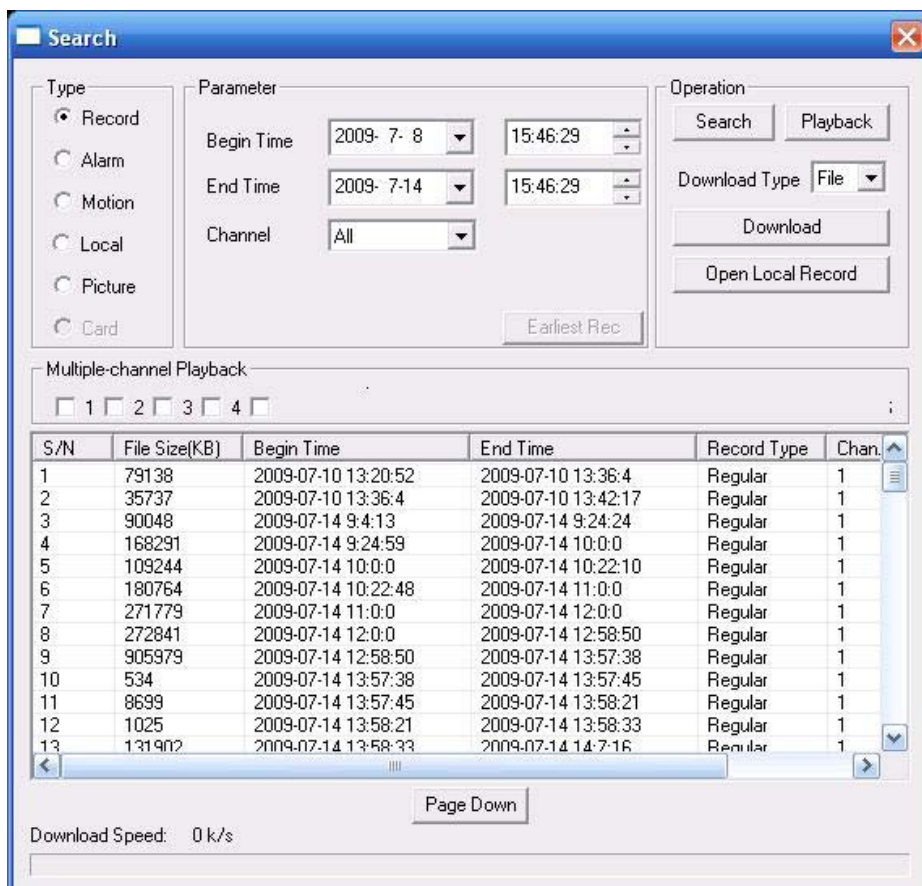 Search
Type
Record
Alarm
Motion
Local
Picture
Card
Parameter
Begin Time 2009- 7- 8 15:46:29
End Time 2009- 7-14 15:46:29
Channel All
Earliest Rec
Operation
Search Playback
Download Type File
Download
Open Local Record
Multiple-channel Playback
1 2 3 4
S/N File Size(KB) Begin Time End Time Record Type Chan.
1 79138 2009-07-10 13:20:52 2009-07-10 13:36:4 Regular 1
2 35737 2009-07-10 13:36:4 2009-07-10 13:42:17 Regular 1
3 90048 2009-07-14 9:4:13 2009-07-14 9:24:24 Regular 1
4 168291 2009-07-14 9:24:59 2009-07-14 10:0:0 Regular 1
5 109244 2009-07-14 10:0:0 2009-07-14 10:22:10 Regular 1
6 180764 2009-07-14 10:22:48 2009-07-14 11:0:0 Regular 1
7 271779 2009-07-14 11:0:0 2009-07-14 12:0:0 Regular 1
8 272841 2009-07-14 12:0:0 2009-07-14 12:58:50 Regular 1
9 905979 2009-07-14 12:58:50 2009-07-14 13:57:38 Regular 1
10 534 2009-07-14 13:57:38 2009-07-14 13:57:45 Regular 1
11 8699 2009-07-14 13:57:45 2009-07-14 13:58:21 Regular 1
12 1025 2009-07-14 13:58:21 2009-07-14 13:58:33 Regular 1
13 131902 2009-07-14 13:58:33 2009-07-14 14:7:16 Regular 1
Page Down
Download Speed: 0 k/s